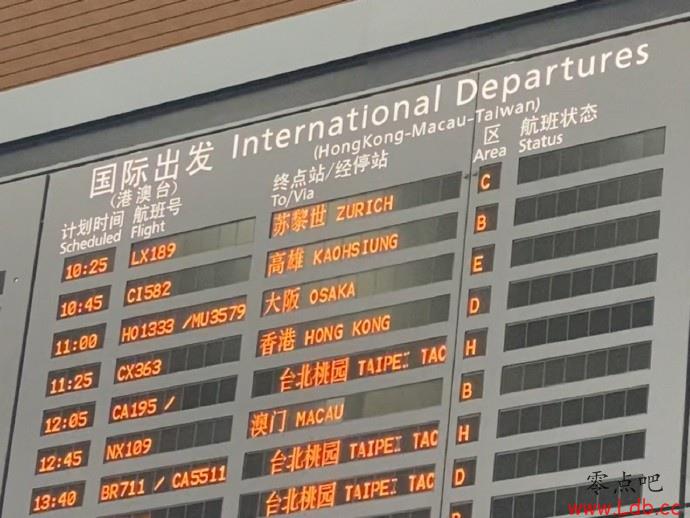 国际出发 International Departures
(港澳台) (HongKong-Macau-Taiwan)
计划时间 航班号 终点站/经停站 区 航班状态
Scheduled Flight To/Via Area Status
10:25 LX189 苏黎世 ZURICH C
10:45 CI582 高雄 KAOHSIUNG B
11:00 HO1333 /MU3579 大阪 OSAKA E
11:25 CX363 香港 HONG KONG D
12:05 CA195 / 台北桃园 TAIPEI TAO H
12:45 NX109 澳门 MACAU B
13:40 BR711 / CA5511 台北桃园 TAIPEI TAO H
台北桃园 TAIPEI TAO D
零点吧
www.Ldb.cc